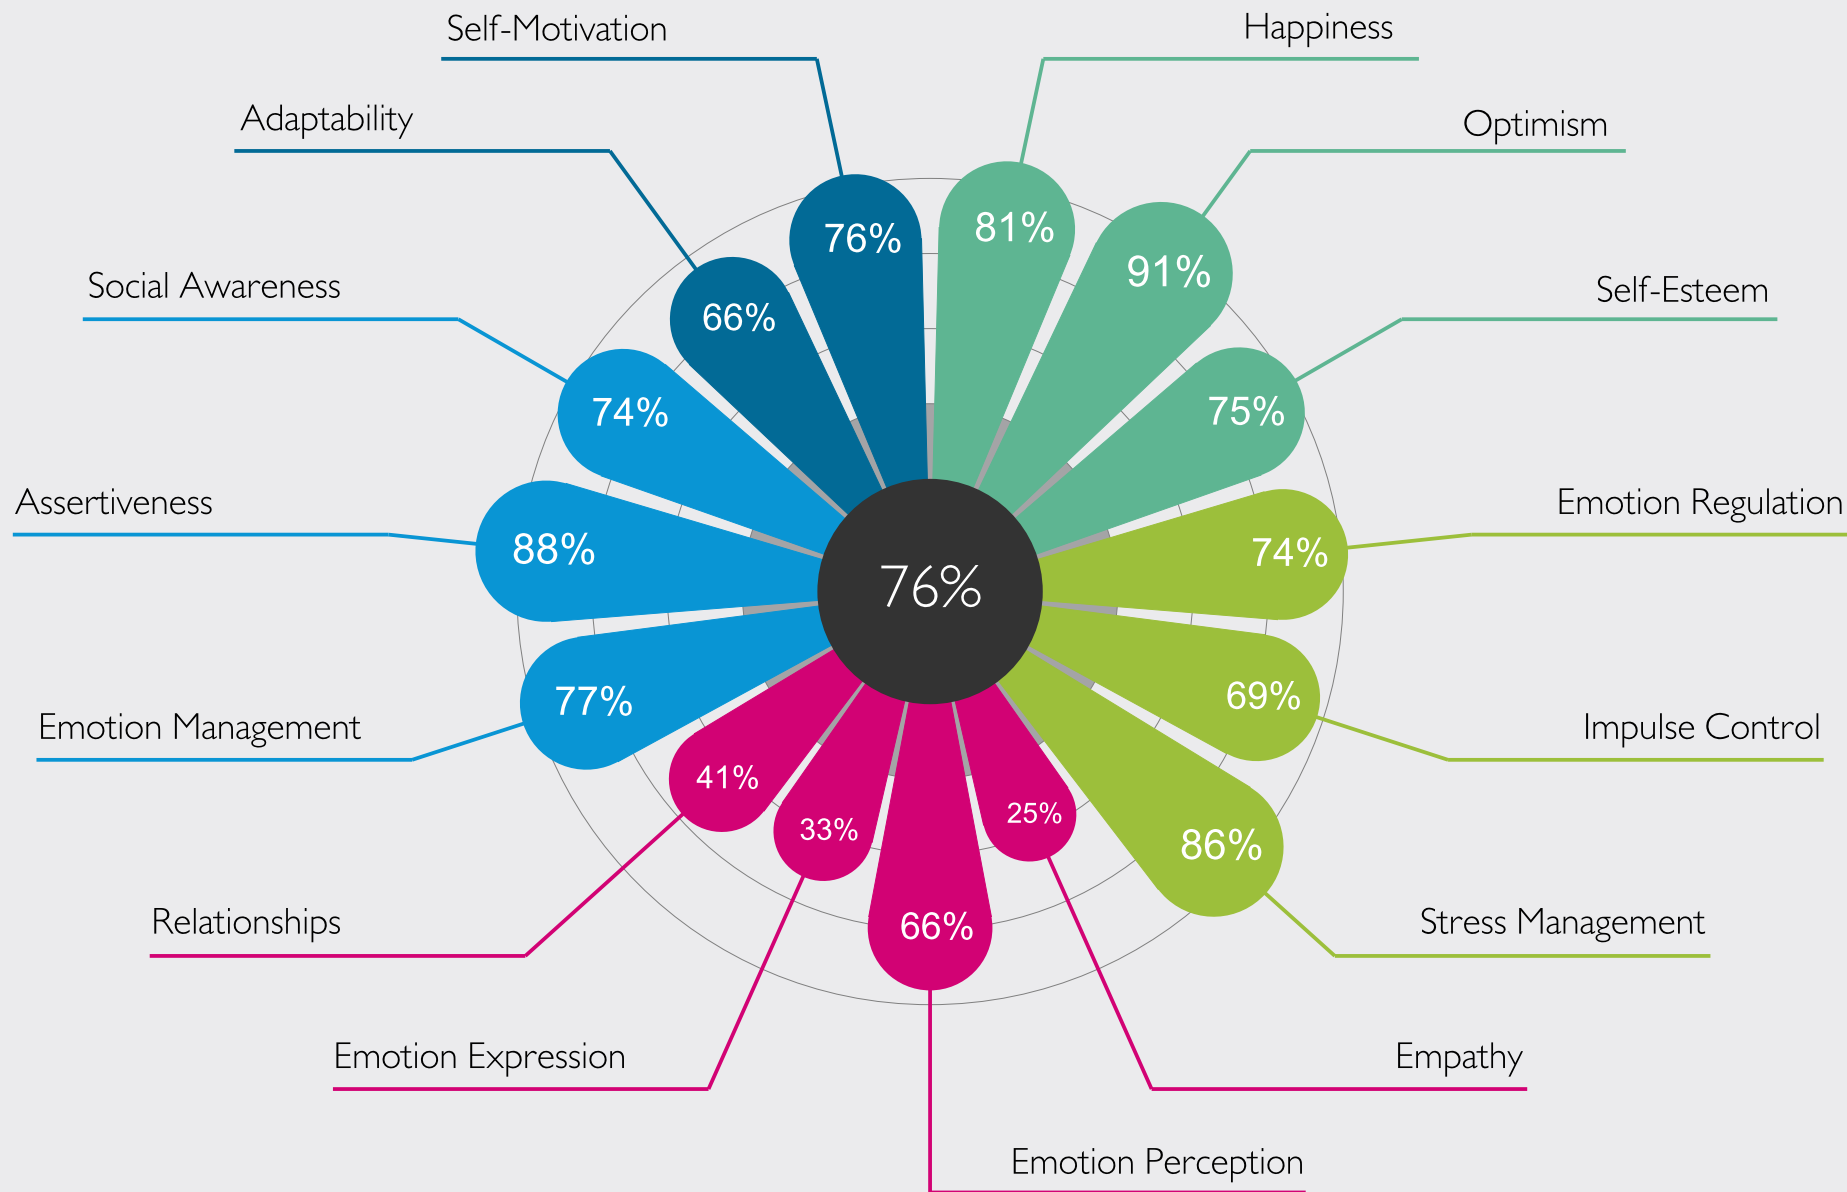 Self-Motivation
Happiness
Adaptability
Optimism
76%
81%
91%
Social Awareness
66%
Self-Esteem
74%
75%
Assertiveness
88%
76%
74%
Emotion Regulation
Emotion Management
77%
69%
Impulse Control
41%
33%
66%
25%
86%
Relationships
Stress Management
Emotion Expression
Empathy
Emotion Perception